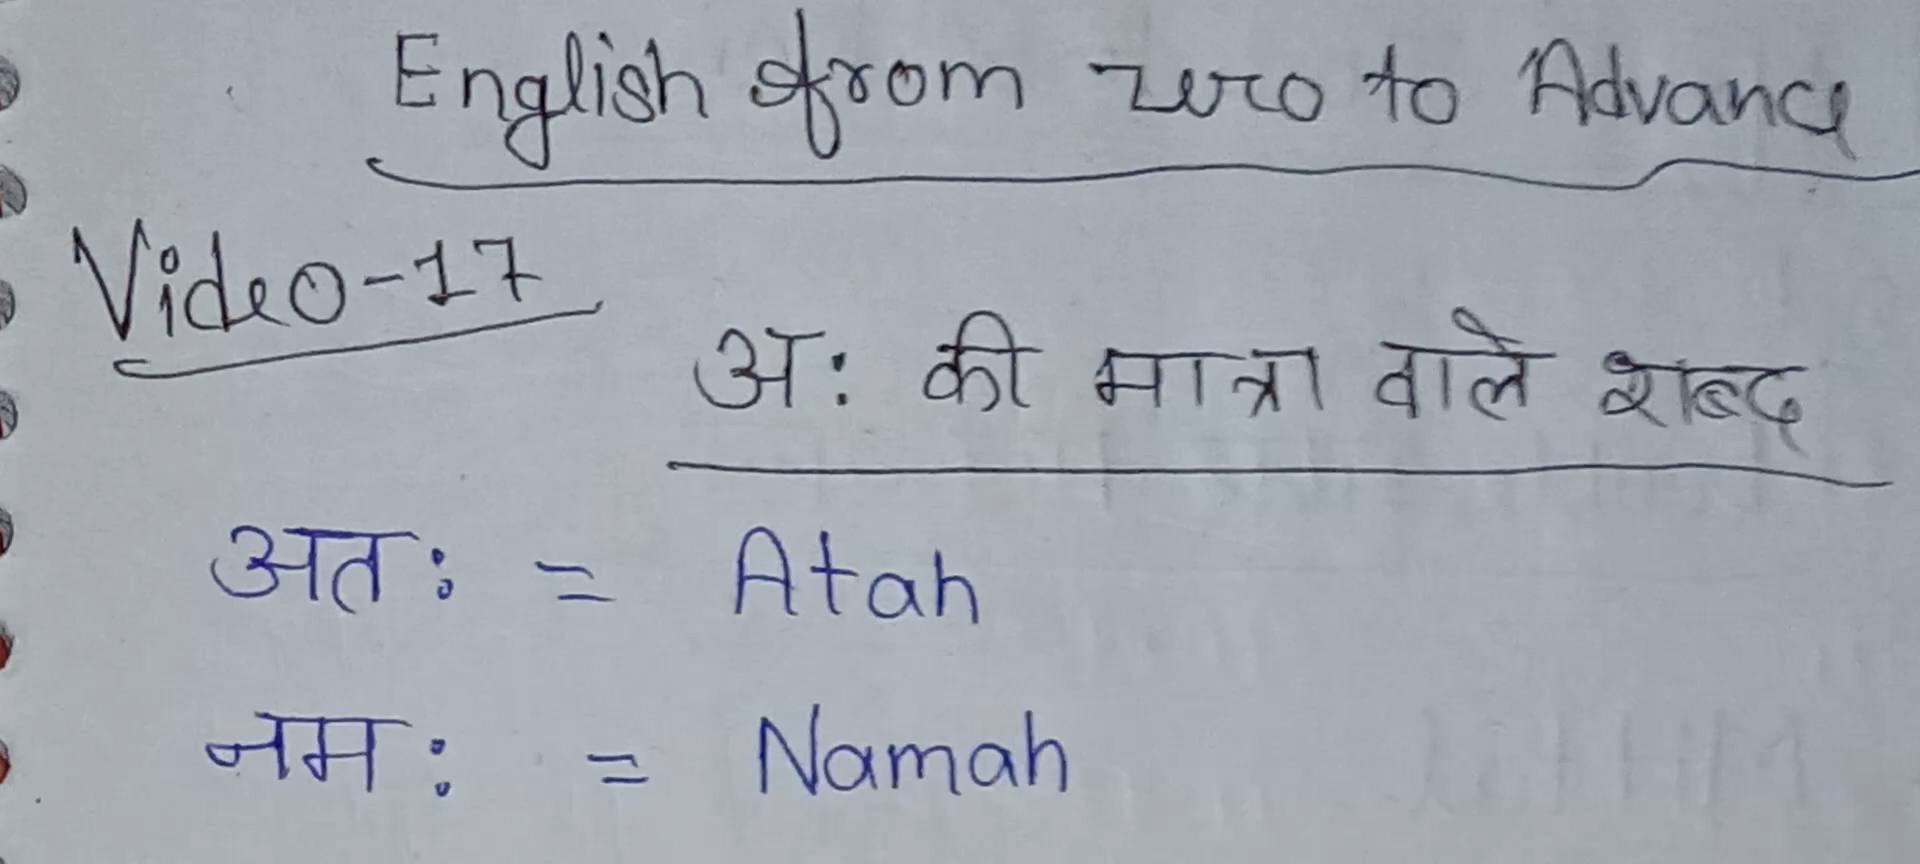 English from zero to Advance
Video-17
अः की मात्रा वाले शब्द
अतः = Atah
नमः = Namah